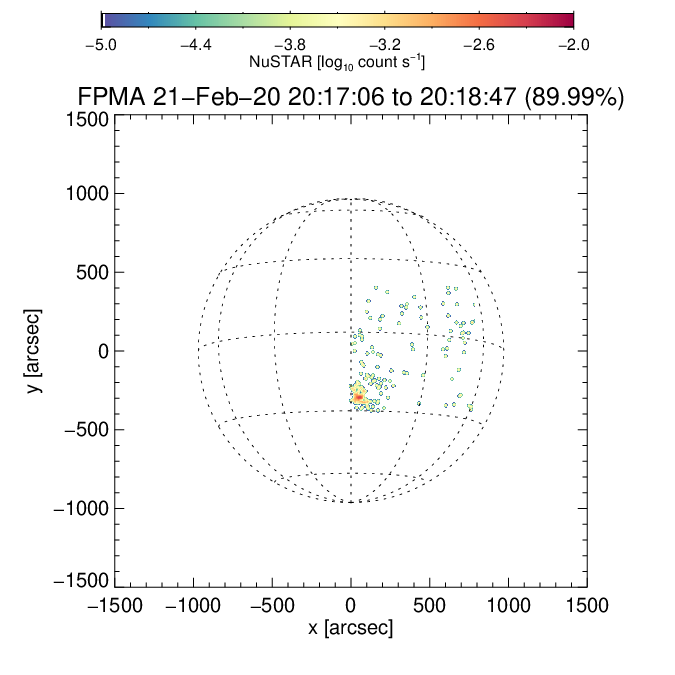 −5.0 −4.4 −3.8 −3.2 −2.6 −2.0
NuSTAR [log₁₀ count s⁻¹]
FPMA 21−Feb−20 20:17:06 to 20:18:47 (89.99%)
1500
1000
500
0
−500
−1000
−1500
y [arcsec]
−1500 −1000 −500 0 500 1000 1500
x [arcsec]